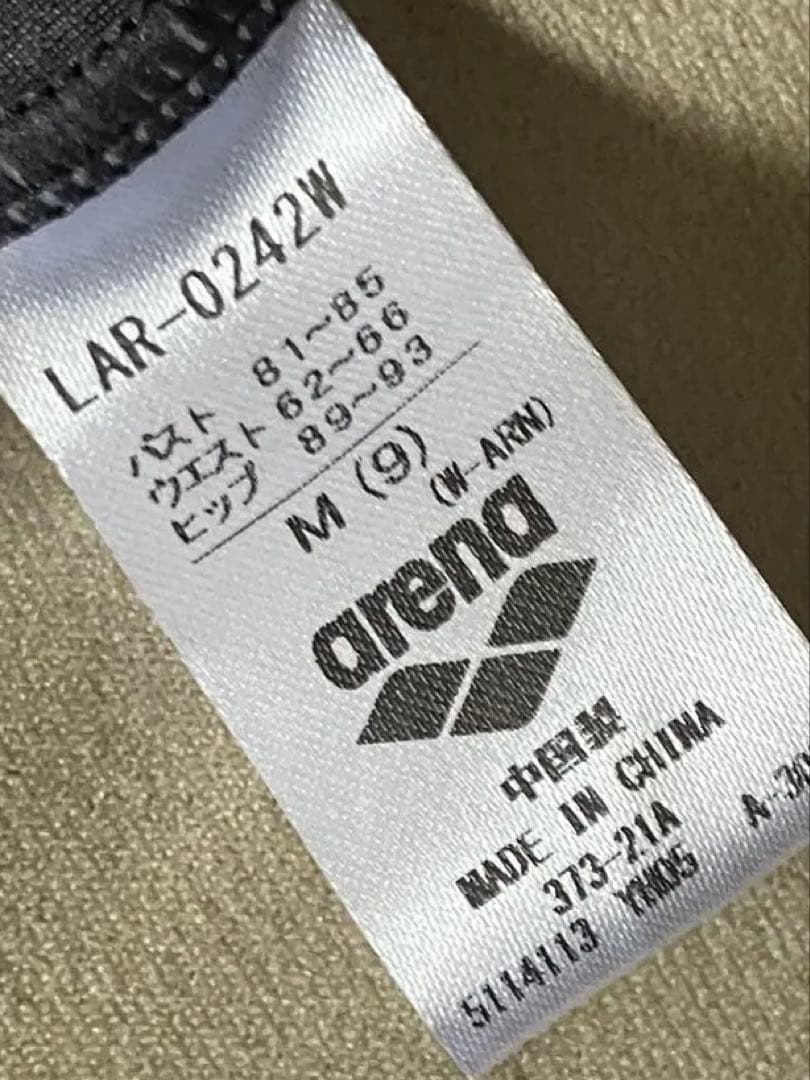 LAR-0242W
バスト 81~85
ウエスト 62~66
ヒップ 89~93
M (9)
(W-ARN)
arena
中国製
MADE IN CHINA
373-21A
5114113